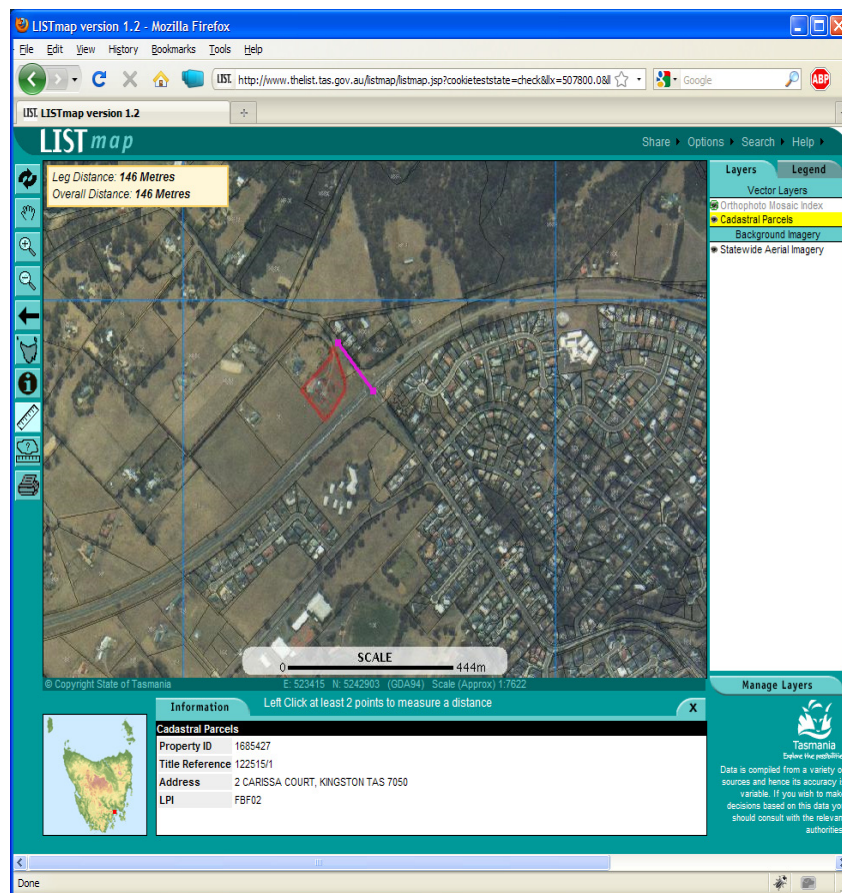 LISTmap version 1.2 - Mozilla Firefox
File Edit View History Bookmarks Tools Help
LIST http://www.thelist.tas.gov.au/listmap/listmap.jsp?cookieteststate=check&llx=507800.0&l
Google
ABP
LIST LISTmap version 1.2
LIST map
Share Options Search Help
Leg Distance: 146 Metres
Overall Distance: 146 Metres
Layers Legend
Vector Layers
Orthophoto Mosaic Index
Cadastral Parcels
Background Imagery
Statewide Aerial Imagery
SCALE
0 444m
© Copyright State of Tasmania E: 523415 N: 5242903 (GDA94) Scale (Approx) 1:7622
Manage Layers
Information Left Click at least 2 points to measure a distance X
Cadastral Parcels
Property ID 1685427
Title Reference 122515/1
Address 2 CARISSA COURT, KINGSTON TAS 7050
LPI FBF02
Tasmania
Explore the possibilities
Data is compiled from a variety o
sources and hence its accuracy i
variable. If you wish to mak
decisions based on this data yo
should consult with the relevan
authorities
Done